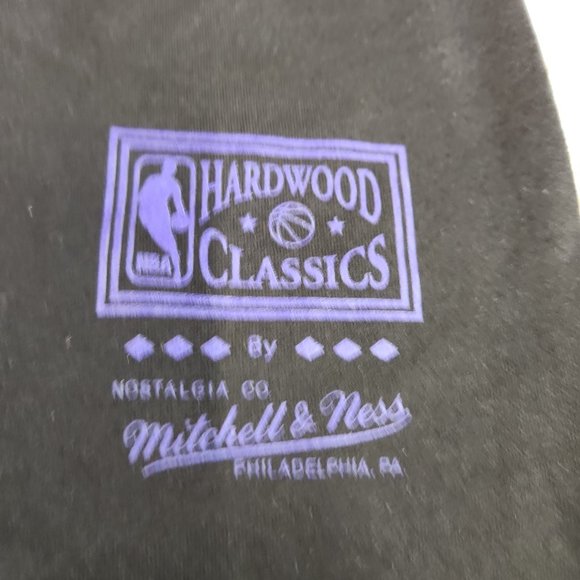 HARDWOOD
NBA
CLASSICS
By
NOSTALGIA CO.
Mitchell & Ness
PHILADELPHIA, PA